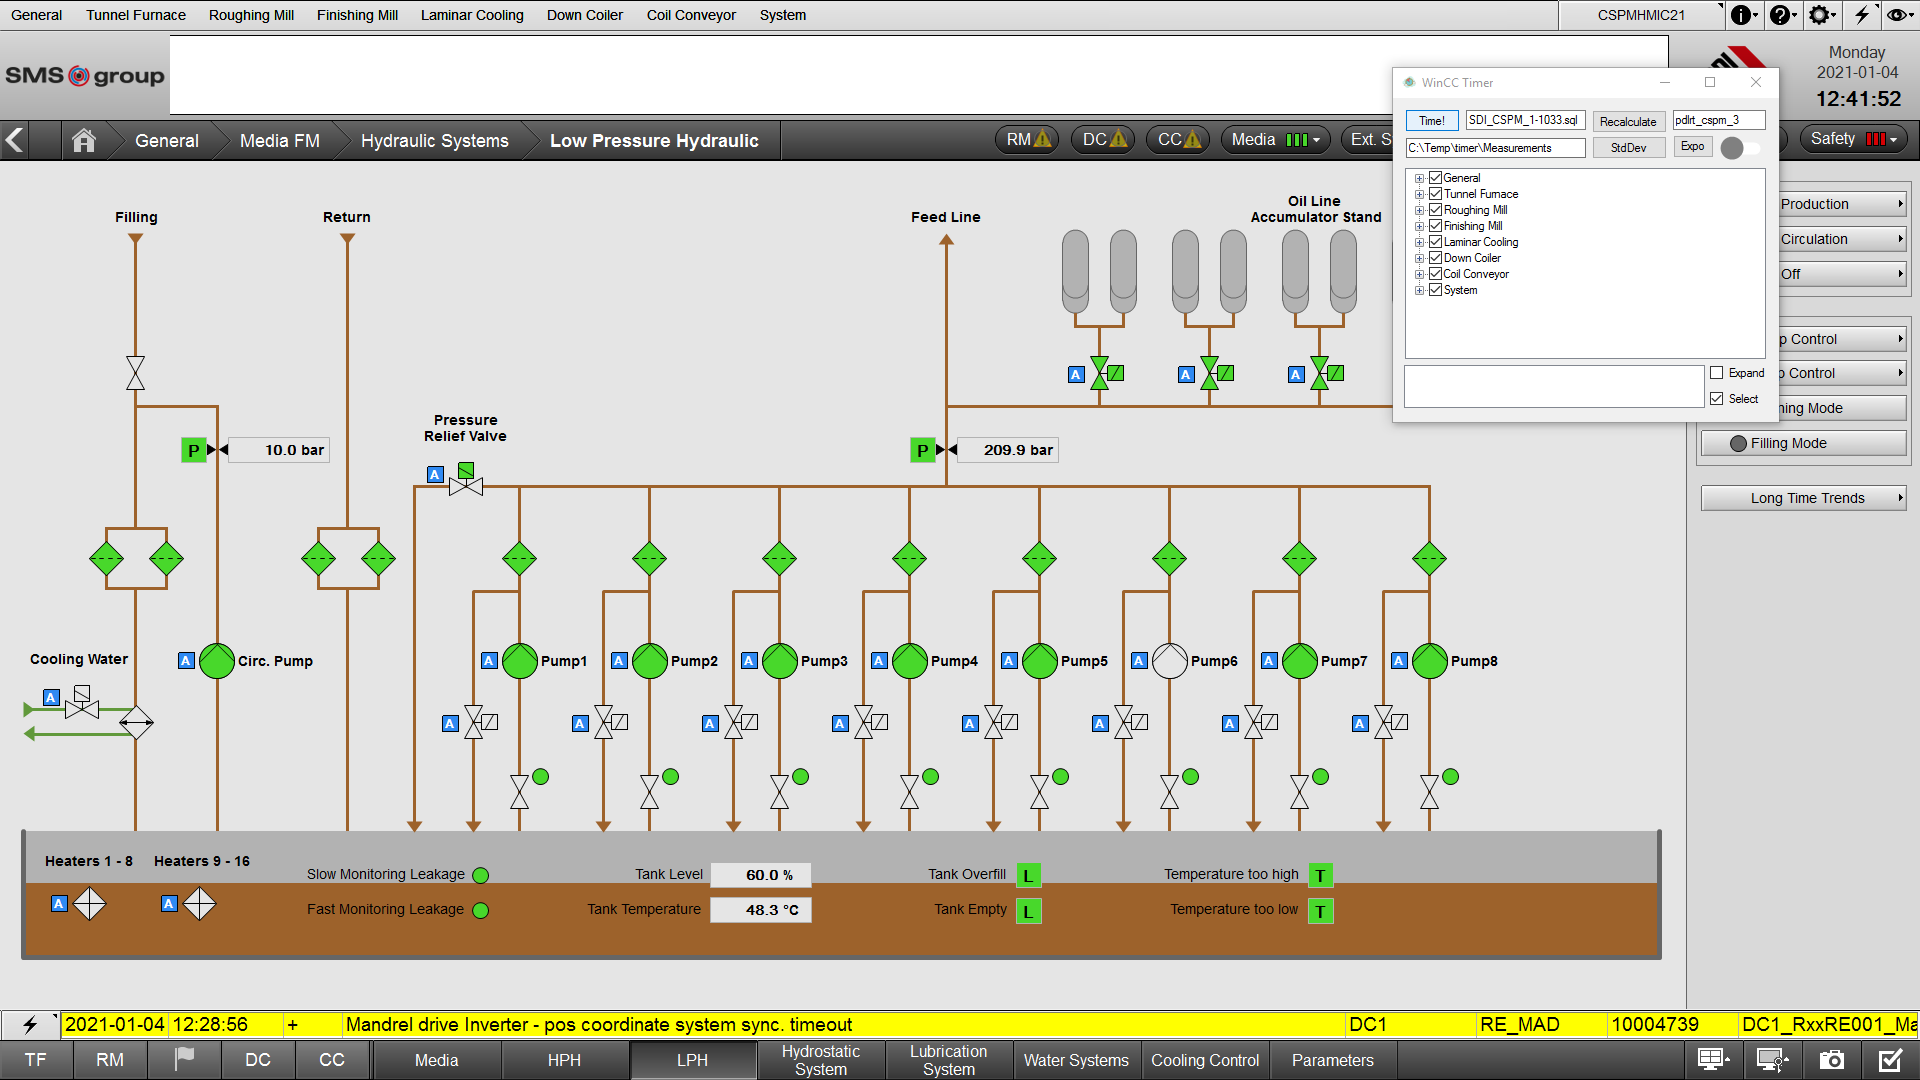 General Tunnel Furnace Roughing Mill Finishing Mill Laminar Cooling Down Coiler Coil Conveyor System CSPMHMIC21
SMS group
Monday
2021-01-04
12:41:52
General Media FM Hydraulic Systems Low Pressure Hydraulic RM DC CC Media Ext. S Safety
WinCC Timer
Time! SDI_CSPM_1-1033.sql Recalculate pdlrt_cspm_3
C:\Temp\timer\Measurements StdDev Expo
General
Tunnel Furnace
Roughing Mill
Finishing Mill
Laminar Cooling
Down Coiler
Coil Conveyor
System
Expand
Select
Production
Circulation
Off
p Control
o Control
ning Mode
Filling Mode
Long Time Trends
Filling Return Feed Line Oil Line
Accumulator Stand
A A A
Pressure
Relief Valve
P 10.0 bar P 209.9 bar
A
Cooling Water A Circ. Pump A Pump1 A Pump2 A Pump3 A Pump4 A Pump5 A Pump6 A Pump7 A Pump8
A
A A A A A A A A
Heaters 1 - 8 Heaters 9 - 16
Slow Monitoring Leakage Tank Level 60.0 % Tank Overfill L Temperature too high T
A A Fast Monitoring Leakage Tank Temperature 48.3 °C Tank Empty L Temperature too low T
2021-01-04 12:28:56 + Mandrel drive Inverter - pos coordinate system sync. timeout DC1 RE_MAD 10004739 DC1_RxxRE001_Ma
TF RM DC CC Media HPH LPH Hydrostatic System Lubrication System Water Systems Cooling Control Parameters